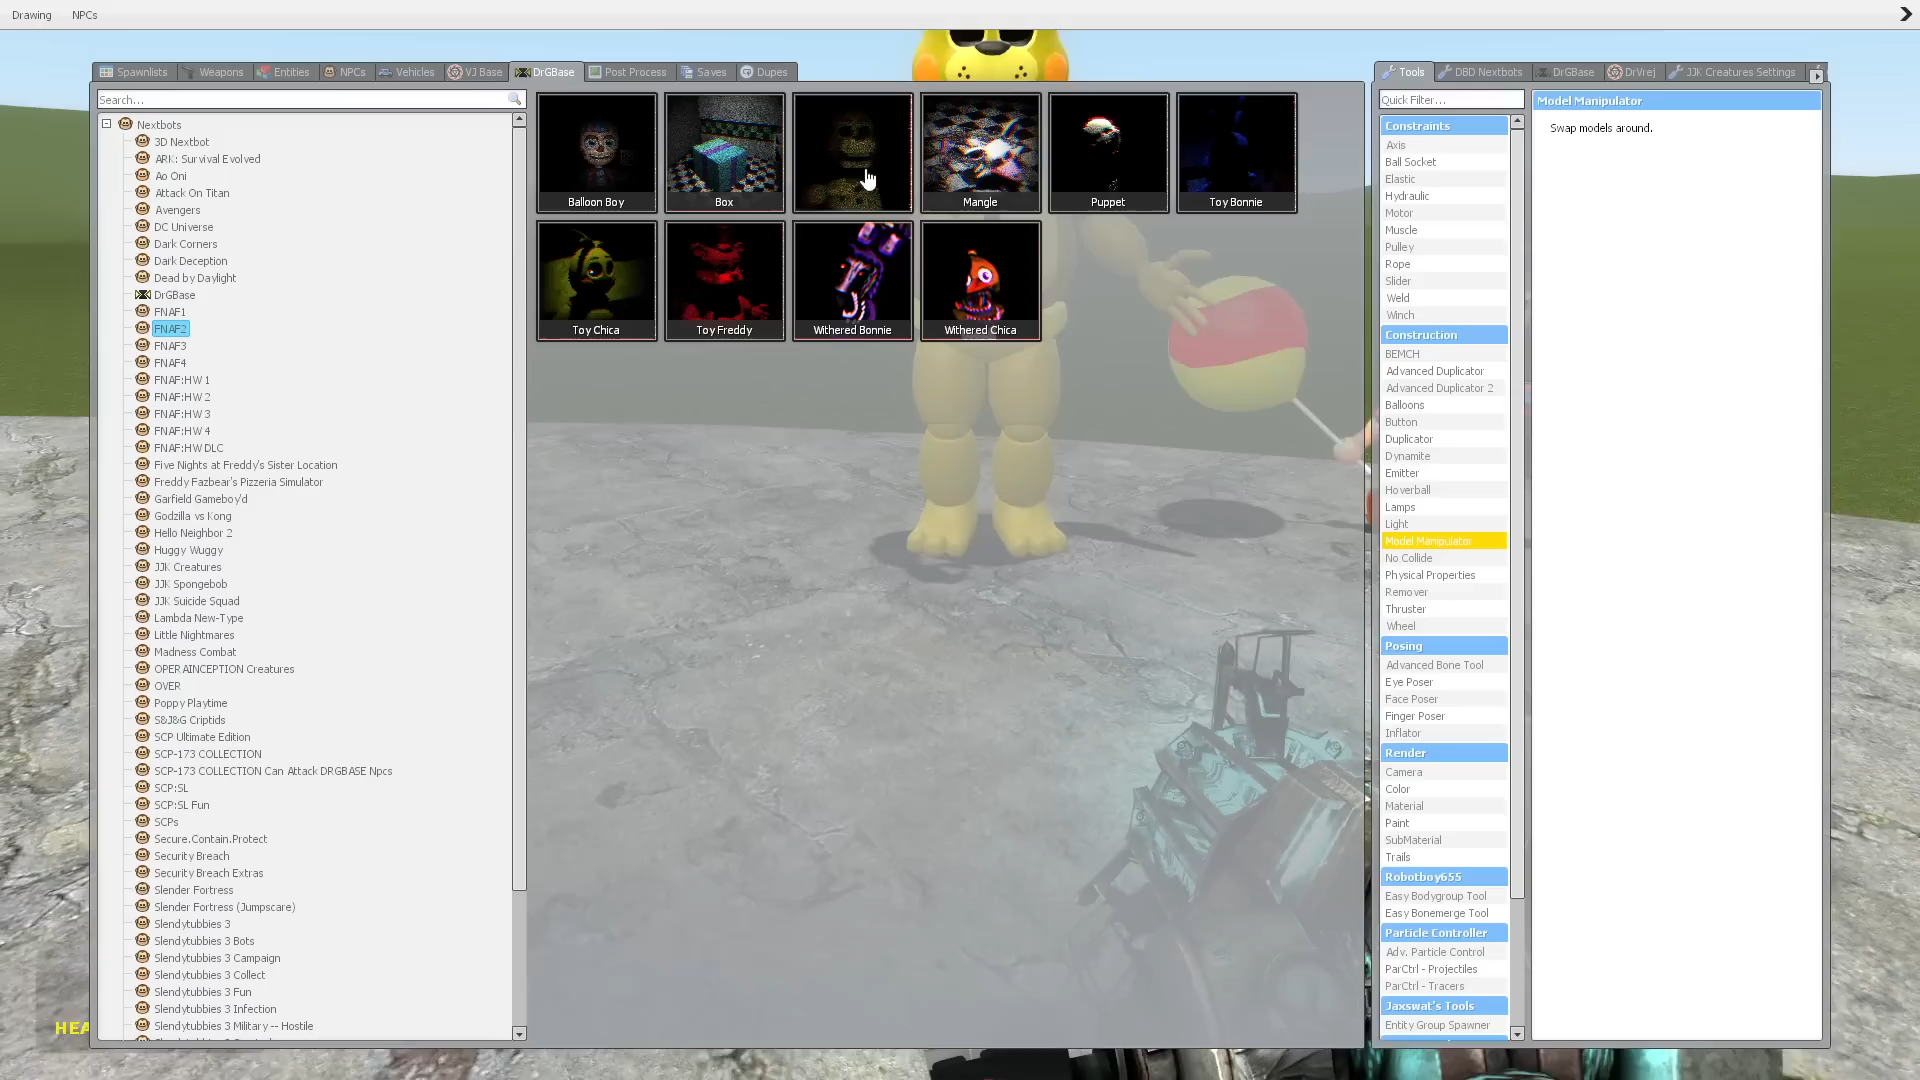 Drawing NPCs
Spawnlists Weapons Entities NPCs Vehicles VJ Base DrGBase Post Process Saves Dupes
Search...
Nextbots
3D Nextbot
ARK: Survival Evolved
Ao Oni
Attack On Titan
Avengers
DC Universe
Dark Corners
Dark Deception
Dead by Daylight
DrGBase
FNAF1
FNAF2
FNAF3
FNAF4
FNAF:HW 1
FNAF:HW 2
FNAF:HW 3
FNAF:HW 4
FNAF:HW DLC
Five Nights at Freddy's Sister Location
Freddy Fazbear's Pizzeria Simulator
Garfield Gameboy'd
Godzilla vs Kong
Hello Neighbor 2
Huggy Wuggy
JJK Creatures
JJK Spongebob
JJK Suicide Squad
Lambda New-Type
Little Nightmares
Madness Combat
OPERAINCEPTION Creatures
OVER
Poppy Playtime
S&J&G Criptids
SCP Ultimate Edition
SCP-173 COLLECTION
SCP-173 COLLECTION Can Attack DRGBASE Npcs
SCP:SL
SCP:SL Fun
SCPs
Secure.Contain.Protect
Security Breach
Security Breach Extras
Slender Fortress
Slender Fortress (Jumpscare)
Slendytubbies 3
Slendytubbies 3 Bots
Slendytubbies 3 Campaign
Slendytubbies 3 Collect
Slendytubbies 3 Fun
Slendytubbies 3 Infection
Slendytubbies 3 Military -- Hostile
HEA
Balloon Boy Box Mangle Puppet Toy Bonnie
Toy Chica Toy Freddy Withered Bonnie Withered Chica
Tools DBD Nextbots DrGBase DrVrej JJK Creatures Settings
Quick Filter...
Constraints
Axis
Ball Socket
Elastic
Hydraulic
Motor
Muscle
Pulley
Rope
Slider
Weld
Winch
Construction
BEMCH
Advanced Duplicator
Advanced Duplicator 2
Balloons
Button
Duplicator
Dynamite
Emitter
Hoverball
Lamps
Light
Model Manipulator
No Collide
Physical Properties
Remover
Thruster
Wheel
Posing
Advanced Bone Tool
Eye Poser
Face Poser
Finger Poser
Inflator
Render
Camera
Color
Material
Paint
SubMaterial
Trails
Robotboy655
Easy Bodygroup Tool
Easy Bonemerge Tool
Particle Controller
Adv. Particle Control
ParCtrl - Projectiles
ParCtrl - Tracers
Jaxswat's Tools
Entity Group Spawner
Model Manipulator
Swap models around.